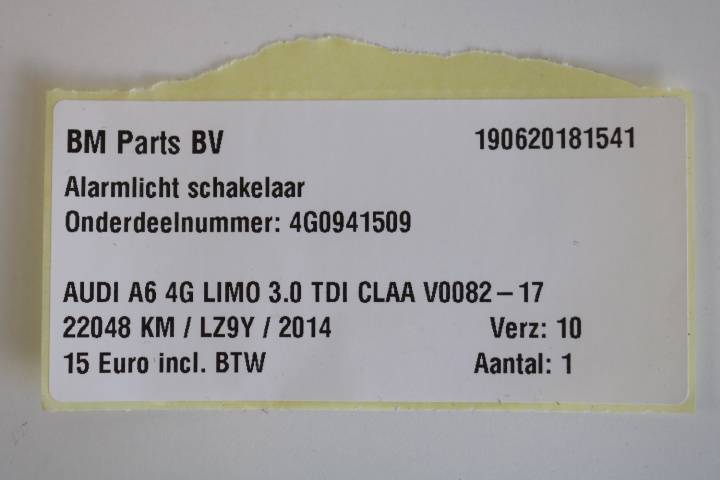 BM Parts BV 190620181541
Alarmlicht schakelaar
Onderdeelnummer: 4G0941509
AUDI A6 4G LIMO 3.0 TDI CLAA V0082-17
22048 KM / LZ9Y / 2014 Verz: 10
15 Euro incl. BTW Aantal: 1